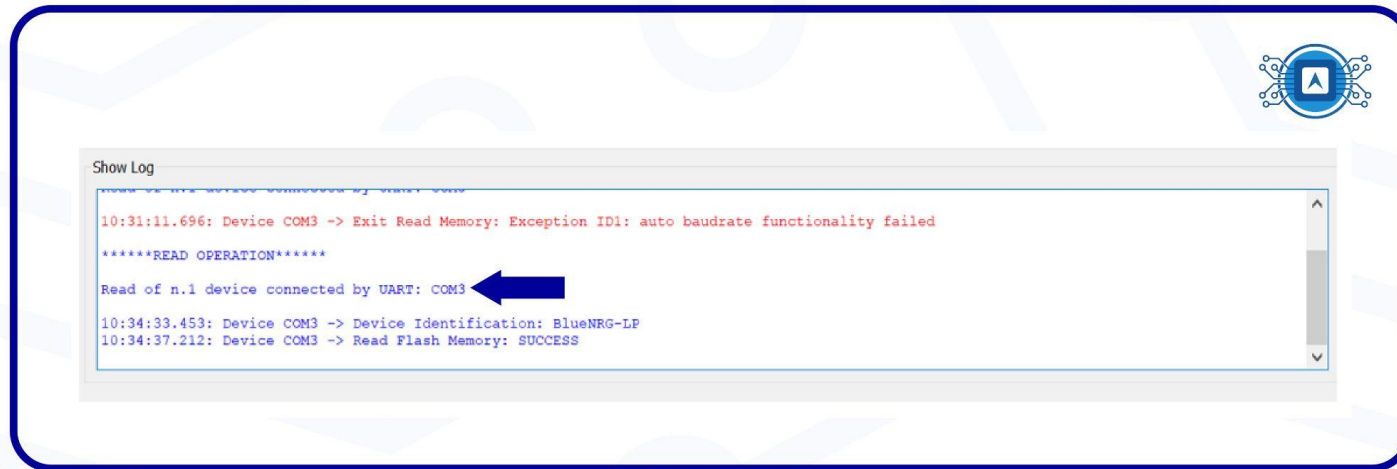 Show Log
10:31:11.696: Device COM3 -> Exit Read Memory: Exception ID1: auto baudrate functionality failed
******READ OPERATION******
Read of n.1 device connected by UART: COM3
10:34:33.453: Device COM3 -> Device Identification: BlueNRG-LP
10:34:37.212: Device COM3 -> Read Flash Memory: SUCCESS